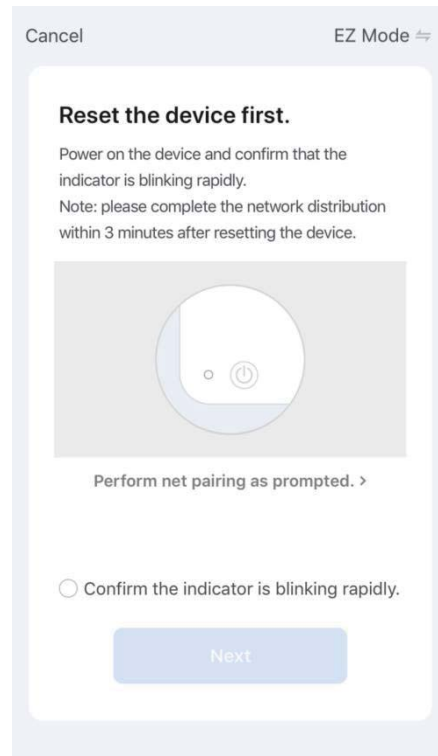 Cancel
EZ Mode ⇋
Reset the device first.
Power on the device and confirm that the
indicator is blinking rapidly.
Note: please complete the network distribution
within 3 minutes after resetting the device.
Perform net pairing as prompted. >
Confirm the indicator is blinking rapidly.
Next